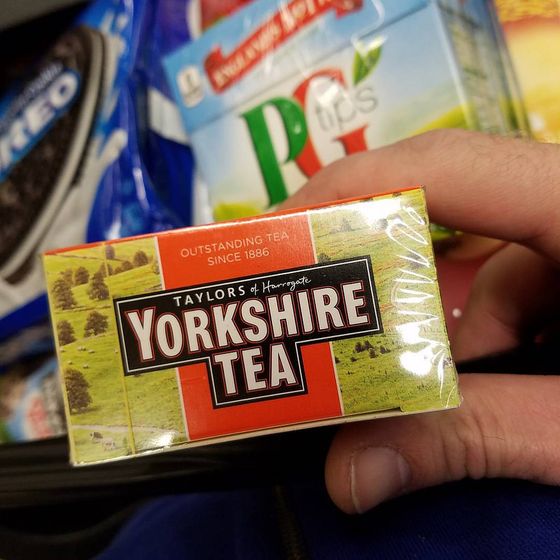 OUTSTANDING TEA
SINCE 1886
TAYLORS of Harrogate
YORKSHIRE
TEA
PG
tips
OREO